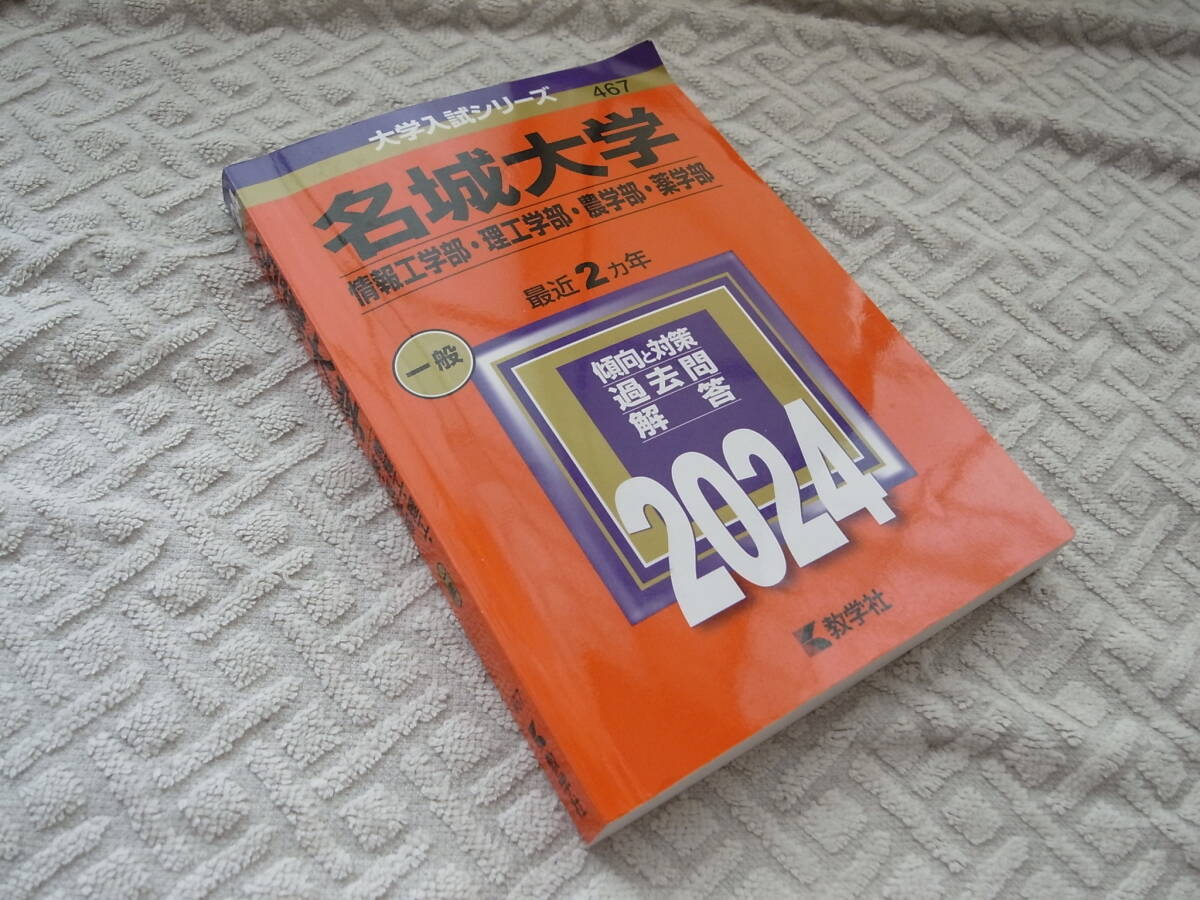 大学入試シリーズ
467
名城大学
情報工学部・理工学部・農学部・薬学部
最近2カ年
一般
傾向と対策
過去問
解答
2024
教学社